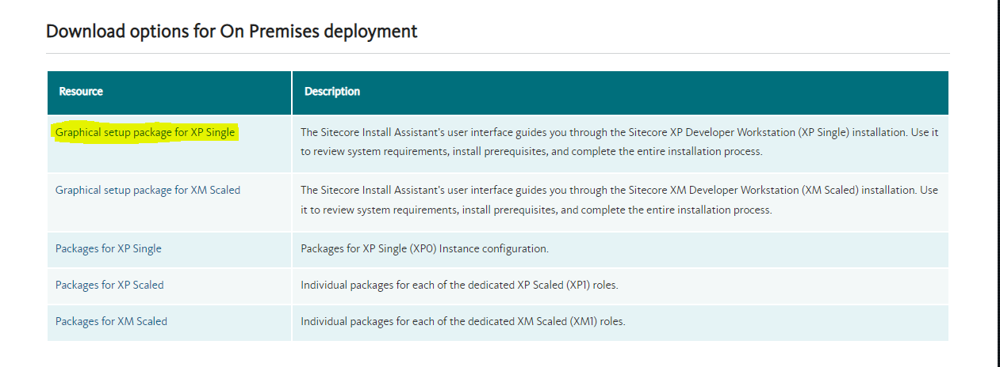 Download options for On Premises deployment
Resource
Description
Graphical setup package for XP Single
The Sitecore Install Assistant's user interface guides you through the Sitecore XP Developer Workstation (XP Single) installation. Use it
to review system requirements, install prerequisites, and complete the entire installation process.
Graphical setup package for XM Scaled
The Sitecore Install Assistant's user interface guides you through the Sitecore XM Developer Workstation (XM Scaled) installation. Use
it to review system requirements, install prerequisites, and complete the entire installation process.
Packages for XP Single
Packages for XP Single (XP0) Instance configuration.
Packages for XP Scaled
Individual packages for each of the dedicated XP Scaled (XP1) roles.
Packages for XM Scaled
Individual packages for each of the dedicated XM Scaled (XM1) roles.